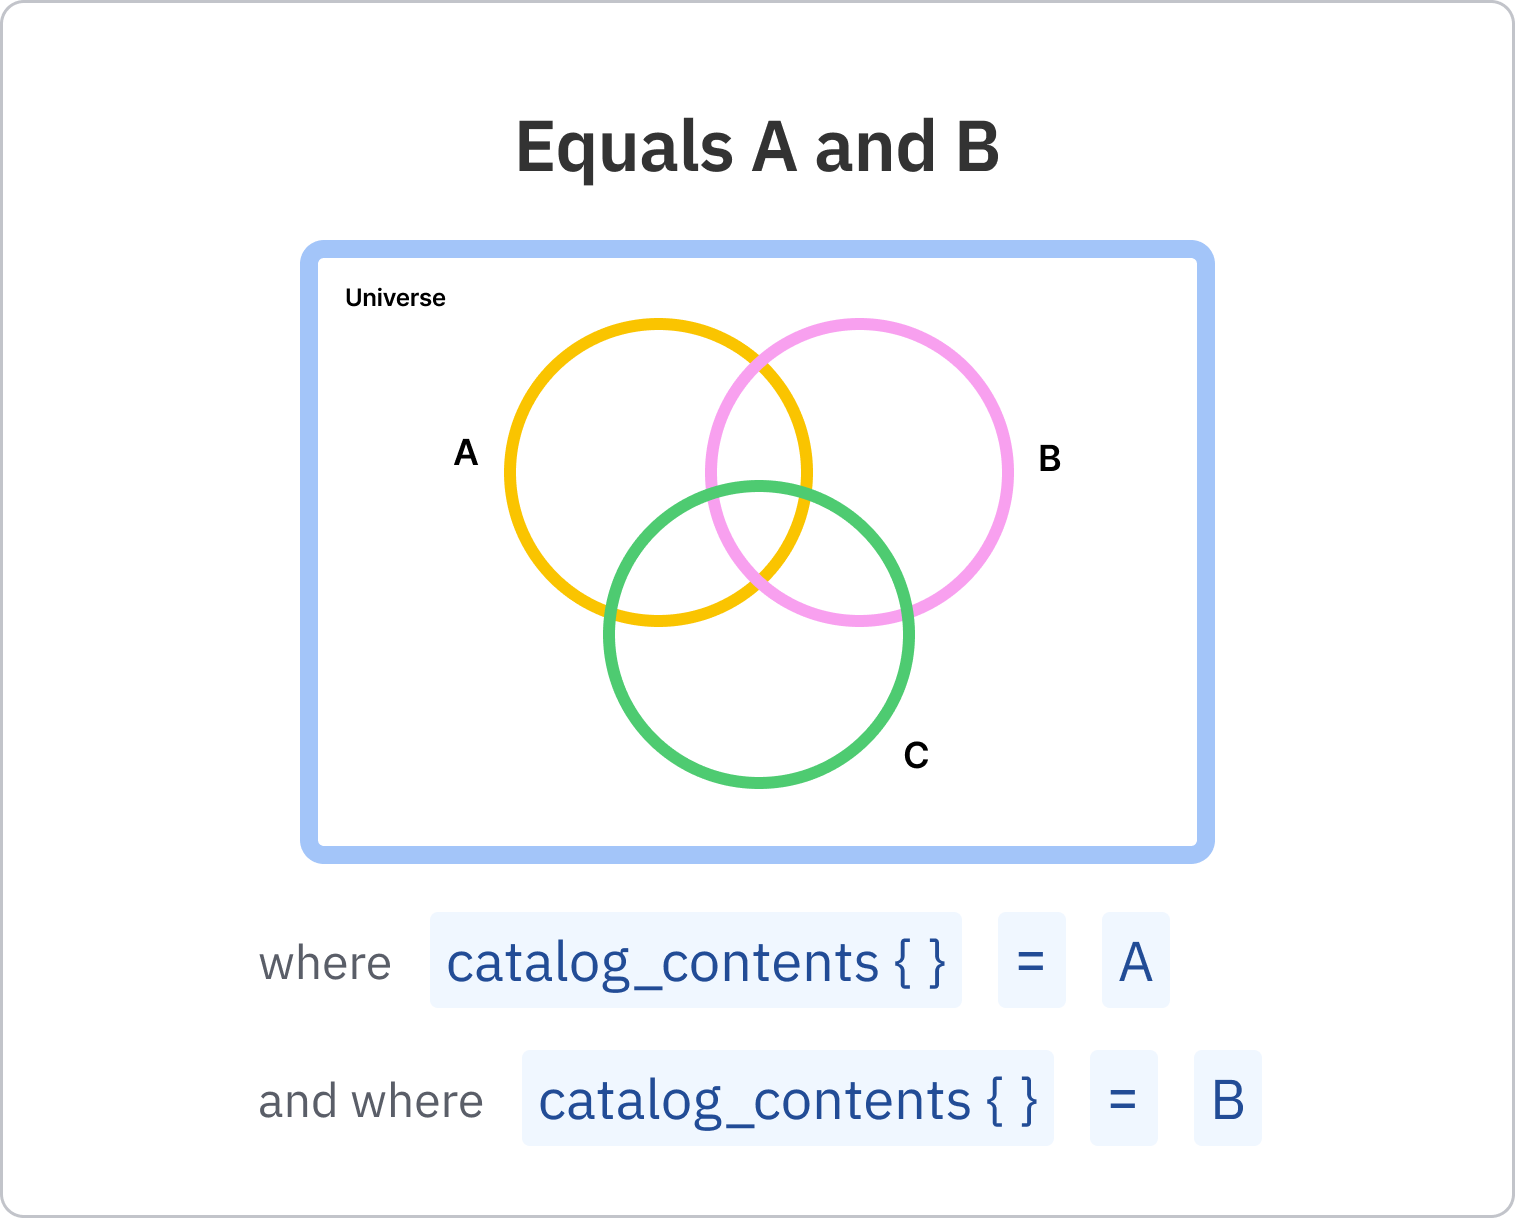 Equals A and B
Universe
A
B
C
where catalog_contents { } = A
and where catalog_contents { } = B